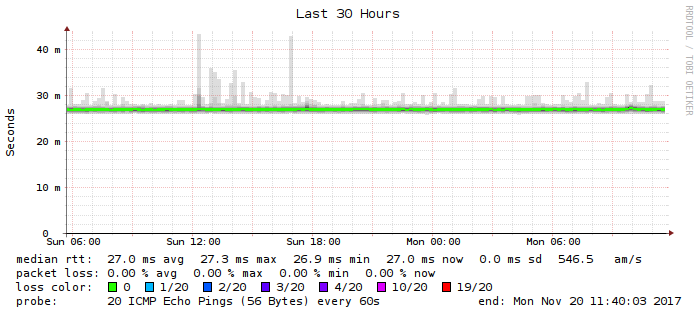 Last 30 Hours
RRDTOOL / TOBI OETIKER
Seconds
40 m
30 m
20 m
10 m
0
Sun 06:00 Sun 12:00 Sun 18:00 Mon 00:00 Mon 06:00
median rtt: 27.0 ms avg 27.3 ms max 26.9 ms min 27.0 ms now 0.0 ms sd 546.5 am/s
packet loss: 0.00 % avg 0.00 % max 0.00 % min 0.00 % now
loss color: 0 1/20 2/20 3/20 4/20 10/20 19/20
probe: 20 ICMP Echo Pings (56 Bytes) every 60s end: Mon Nov 20 11:40:03 2017